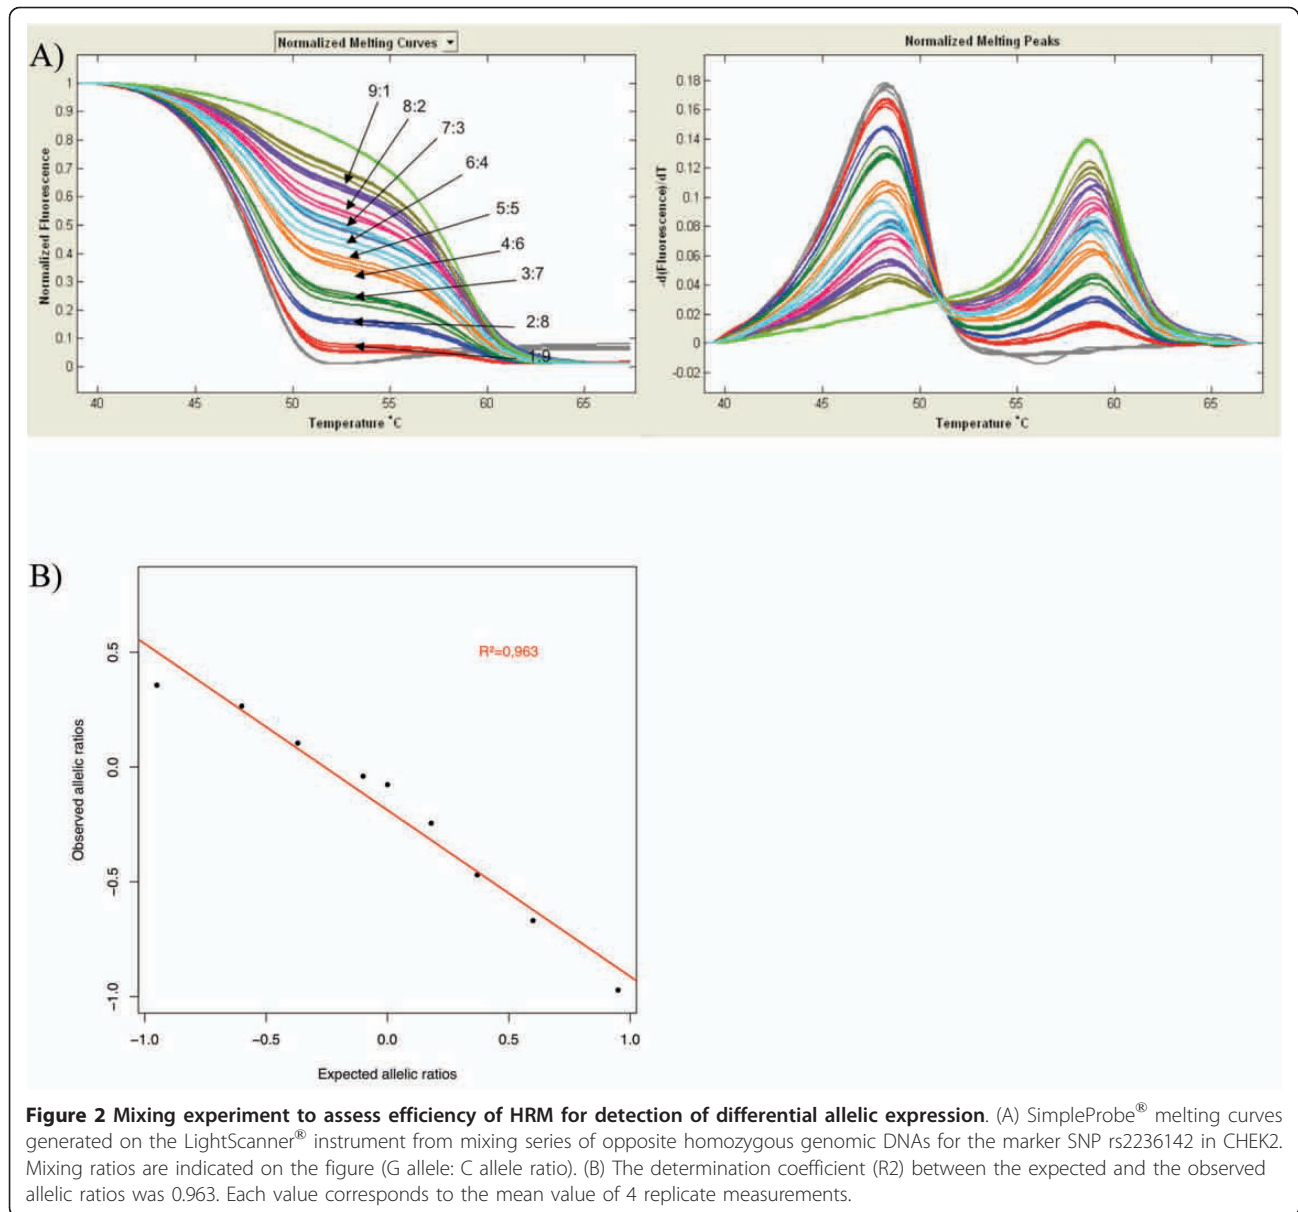 A)
Normalized Melting Curves
1
0.9
0.8
0.7
0.6
0.5
0.4
0.3
0.2
0.1
0
Normalized Fluorescence
9:1
8:2
7:3
6:4
5:5
4:6
3:7
2:8
1:9
40 45 50 55 60 65
Temperature °C
Normalized Melting Peaks
0.18
0.16
0.14
0.12
0.1
0.08
0.06
0.04
0.02
0
-0.02
-d(Fluorescence)/dT
40 45 50 55 60 65
Temperature °C
B)
R²=0,963
0.5
0.0
−0.5
−1.0
Observed allelic ratios
−1.0 −0.5 0.0 0.5 1.0
Expected allelic ratios
Figure 2 Mixing experiment to assess efficiency of HRM for detection of differential allelic expression. (A) SimpleProbe® melting curves
generated on the LightScanner® instrument from mixing series of opposite homozygous genomic DNAs for the marker SNP rs2236142 in CHEK2.
Mixing ratios are indicated on the figure (G allele: C allele ratio). (B) The determination coefficient (R2) between the expected and the observed
allelic ratios was 0.963. Each value corresponds to the mean value of 4 replicate measurements.